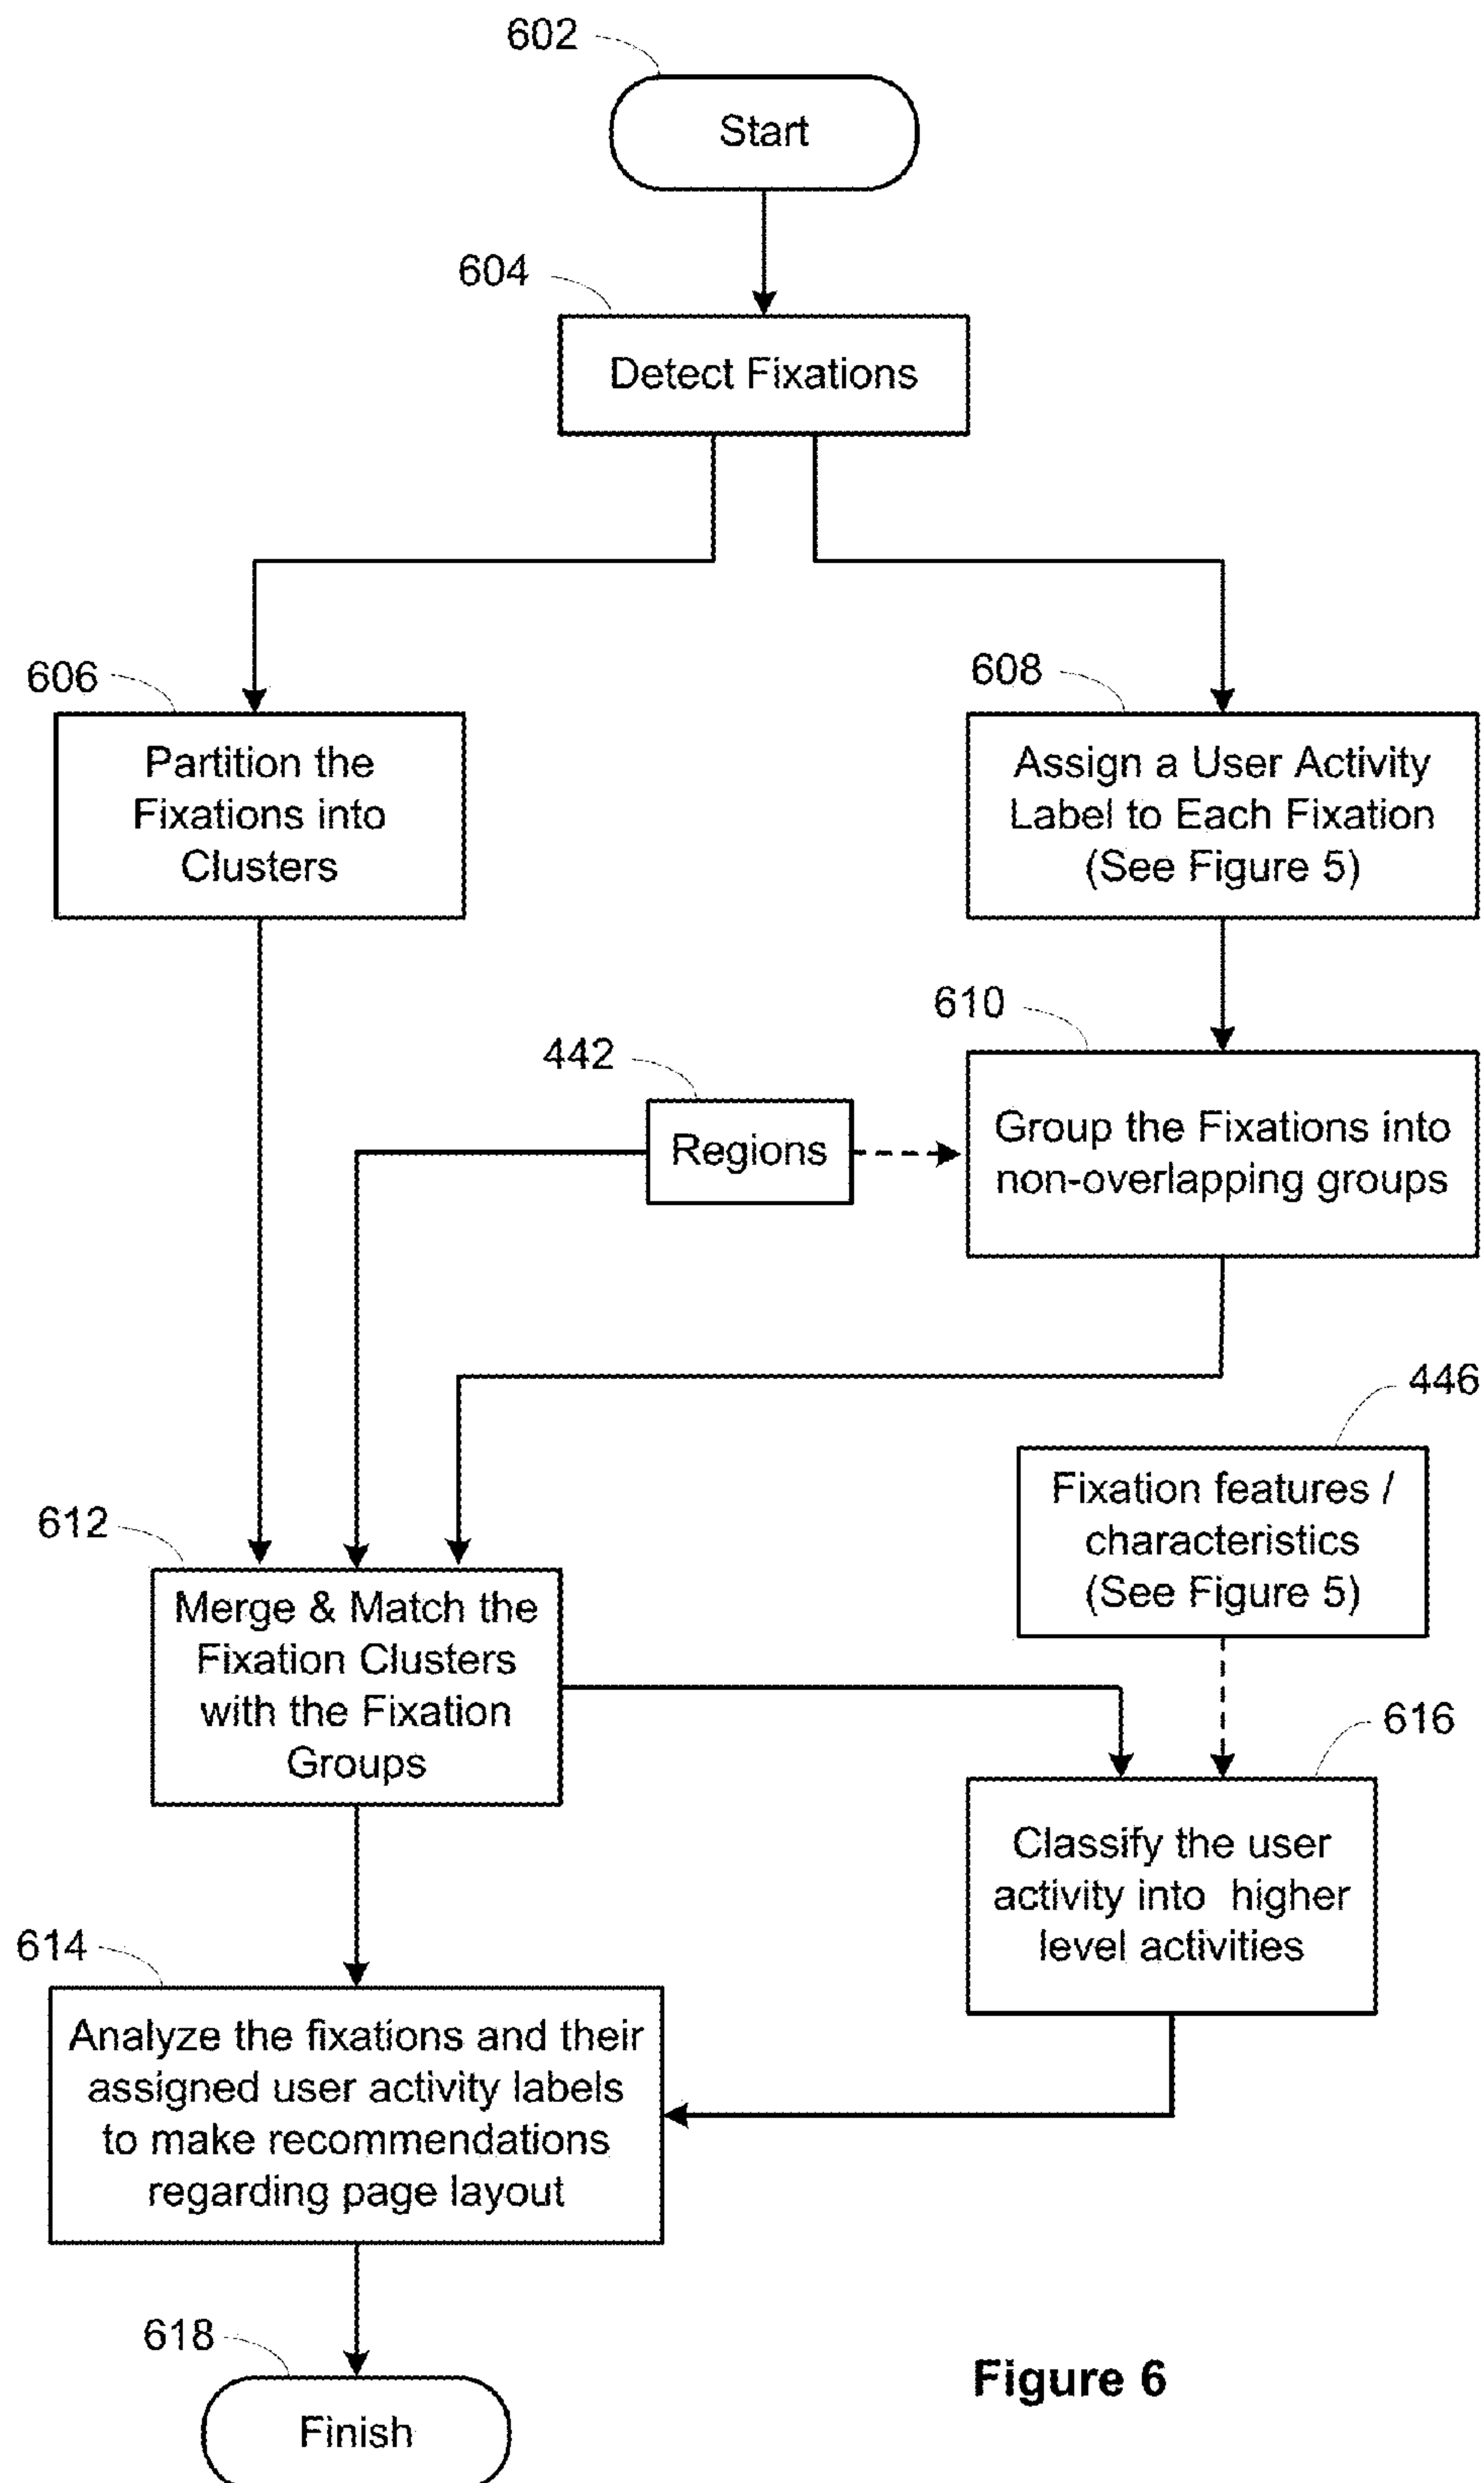 602
Start
604
Detect Fixations
606
Partition the
Fixations into
Clusters
608
Assign a User Activity
Label to Each Fixation
(See Figure 5)
610
Group the Fixations into
non-overlapping groups
442
Regions
446
Fixation features /
characteristics
(See Figure 5)
612
Merge & Match the
Fixation Clusters
with the Fixation
Groups
616
Classify the user
activity into higher
level activities
614
Analyze the fixations and their
assigned user activity labels
to make recommendations
regarding page layout
618
Finish
Figure 6